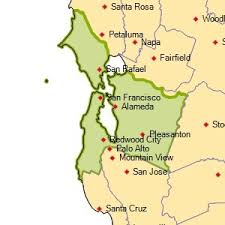 Santa Rosa
Petaluma
Napa
Fairfield
San Rafael
San Francisco
Alameda
Pleasanton
Redwood City
Palo Alto
Mountain View
San Jose
Santa Cruz
Wood
Sto